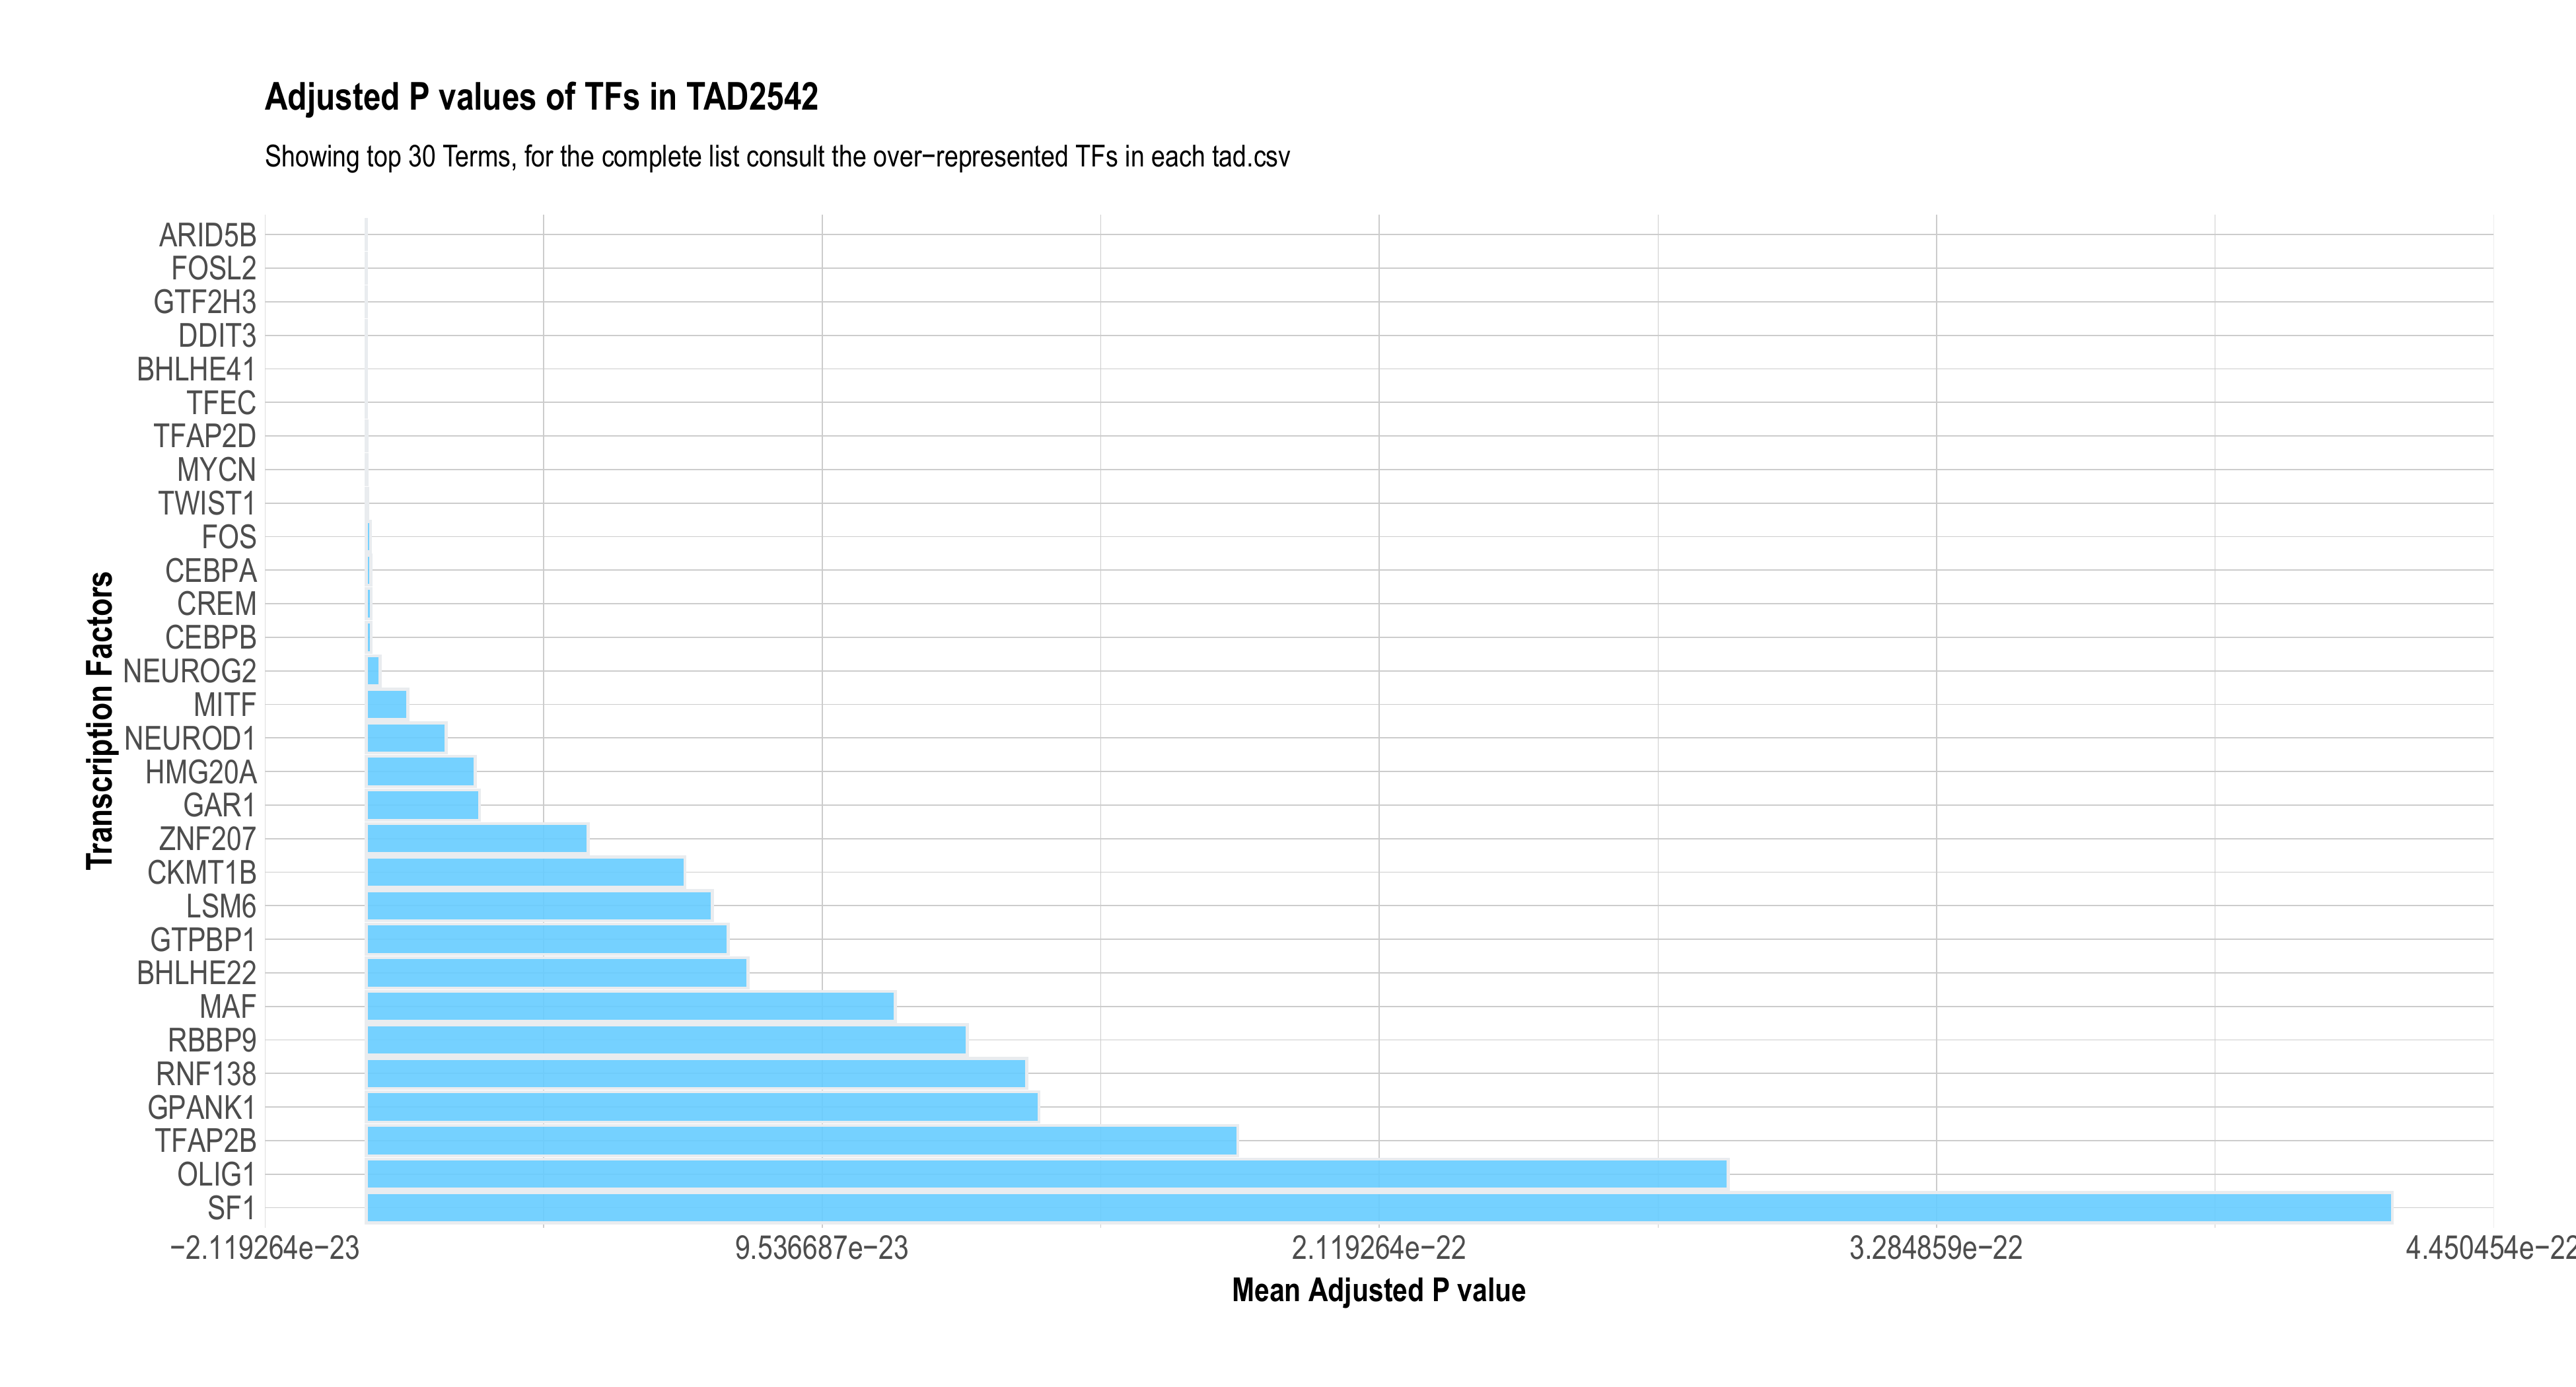 Adjusted P values of TFs in TAD2542
Showing top 30 Terms, for the complete list consult the over−represented TFs in each tad.csv
Transcription Factors
ARID5B
FOSL2
GTF2H3
DDIT3
BHLHE41
TFEC
TFAP2D
MYCN
TWIST1
FOS
CEBPA
CREM
CEBPB
NEUROG2
MITF
NEUROD1
HMG20A
GAR1
ZNF207
CKMT1B
LSM6
GTPBP1
BHLHE22
MAF
RBBP9
RNF138
GPANK1
TFAP2B
OLIG1
SF1
−2.119264e−23 9.536687e−23 2.119264e−22 3.284859e−22 4.450454e−22
Mean Adjusted P value